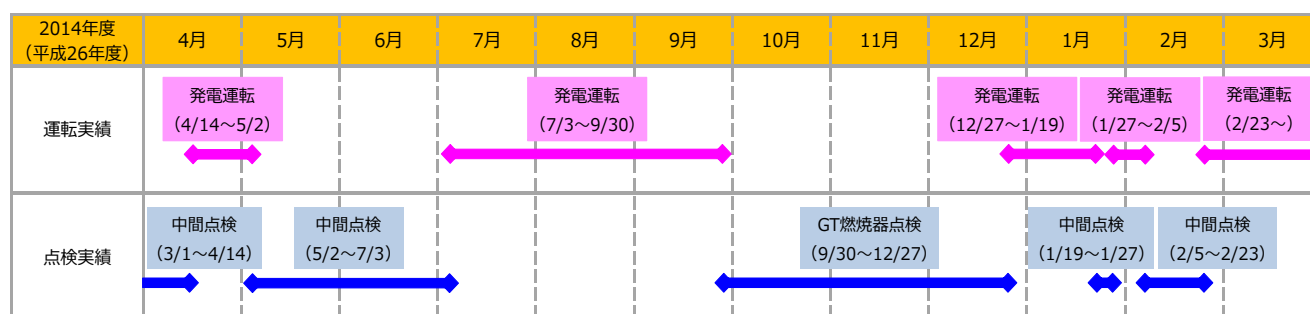 2014年度
（平成26年度）
4月
5月
6月
7月
8月
9月
10月
11月
12月
1月
2月
3月
運転実績
発電運転
（4/14～5/2）
発電運転
（7/3～9/30）
発電運転
（12/27～1/19）
発電運転
（1/27～2/5）
発電運転
（2/23～）
点検実績
中間点検
（3/1～4/14）
中間点検
（5/2～7/3）
GT燃焼器点検
（9/30～12/27）
中間点検
（1/19～1/27）
中間点検
（2/5～2/23）